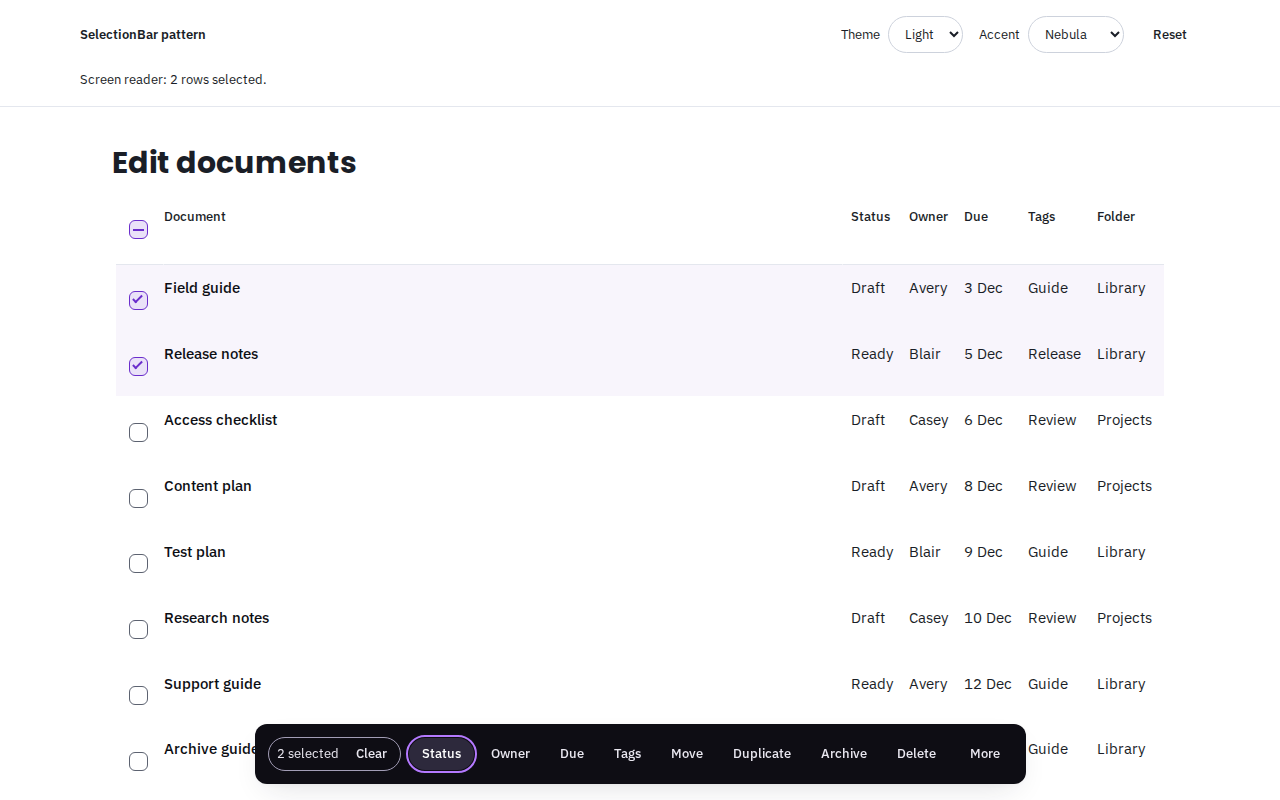 SelectionBar pattern Theme Light Accent Nebula Reset
Screen reader: 2 rows selected.
Edit documents
Document Status Owner Due Tags Folder
Field guide Draft Avery 3 Dec Guide Library
Release notes Ready Blair 5 Dec Release Library
Access checklist Draft Casey 6 Dec Review Projects
Content plan Draft Avery 8 Dec Review Projects
Test plan Ready Blair 9 Dec Guide Library
Research notes Draft Casey 10 Dec Review Projects
Support guide Ready Avery 12 Dec Guide Library
Archive guide Guide Library
2 selected Clear Status Owner Due Tags Move Duplicate Archive Delete More